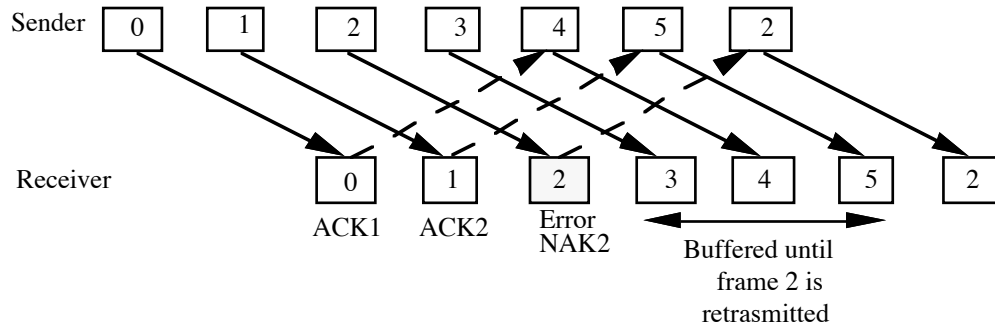 Sender 0 1 2 3 4 5 2
Receiver 0 1 2 3 4 5 2
ACK1 ACK2 Error
NAK2
Buffered until
frame 2 is
retrasmitted